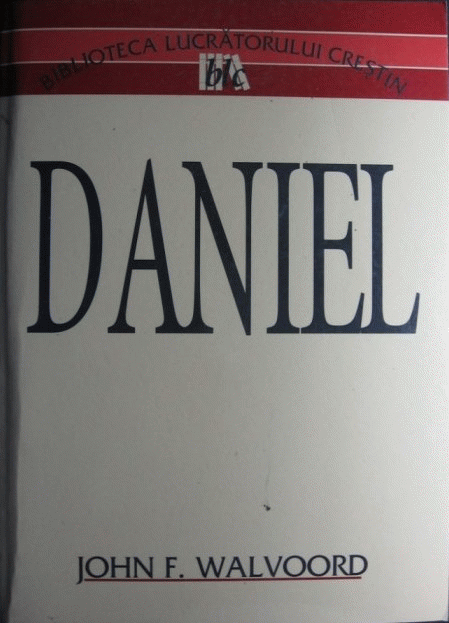 BIBLIOTECA LUCRĂTORULUI CREȘTIN
blc
DANIEL
JOHN F. WALVOORD